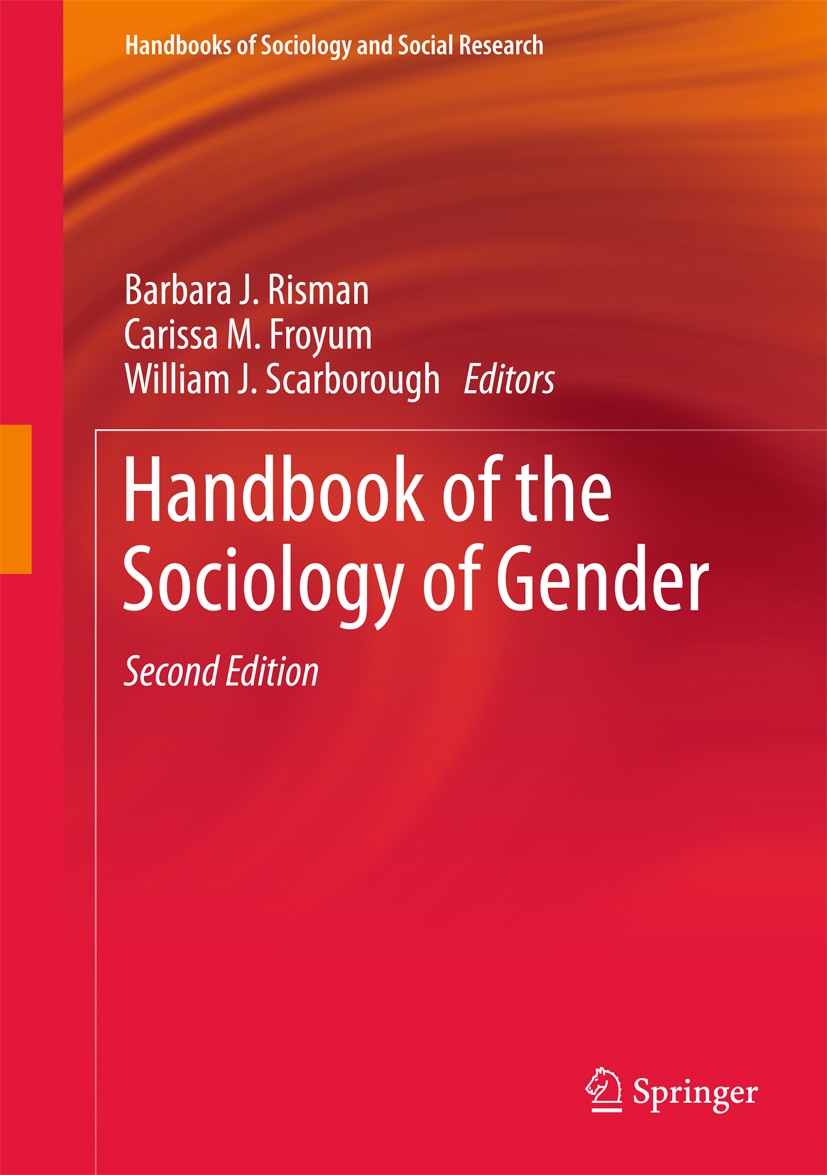 Handbooks of Sociology and Social Research
Barbara J. Risman
Carissa M. Froyum
William J. Scarborough Editors
Handbook of the
Sociology of Gender
Second Edition
Springer